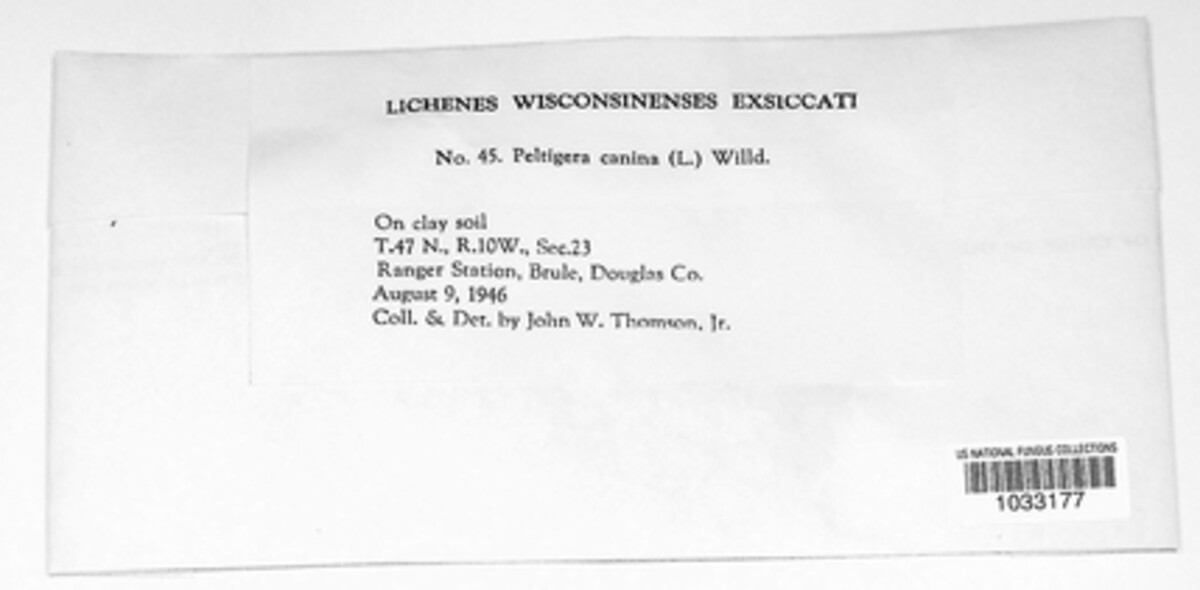 LICHENES WISCONSINENSES EXSICCATI
No. 45. Peltigera canina (L.) Willd.
On clay soil
T.47 N., R.10W., Sec.23
Ranger Station, Brule, Douglas Co.
August 9, 1946
Coll. & Det. by John W. Thomson, Jr.
US NATIONAL FUNGUS COLLECTIONS
1033177